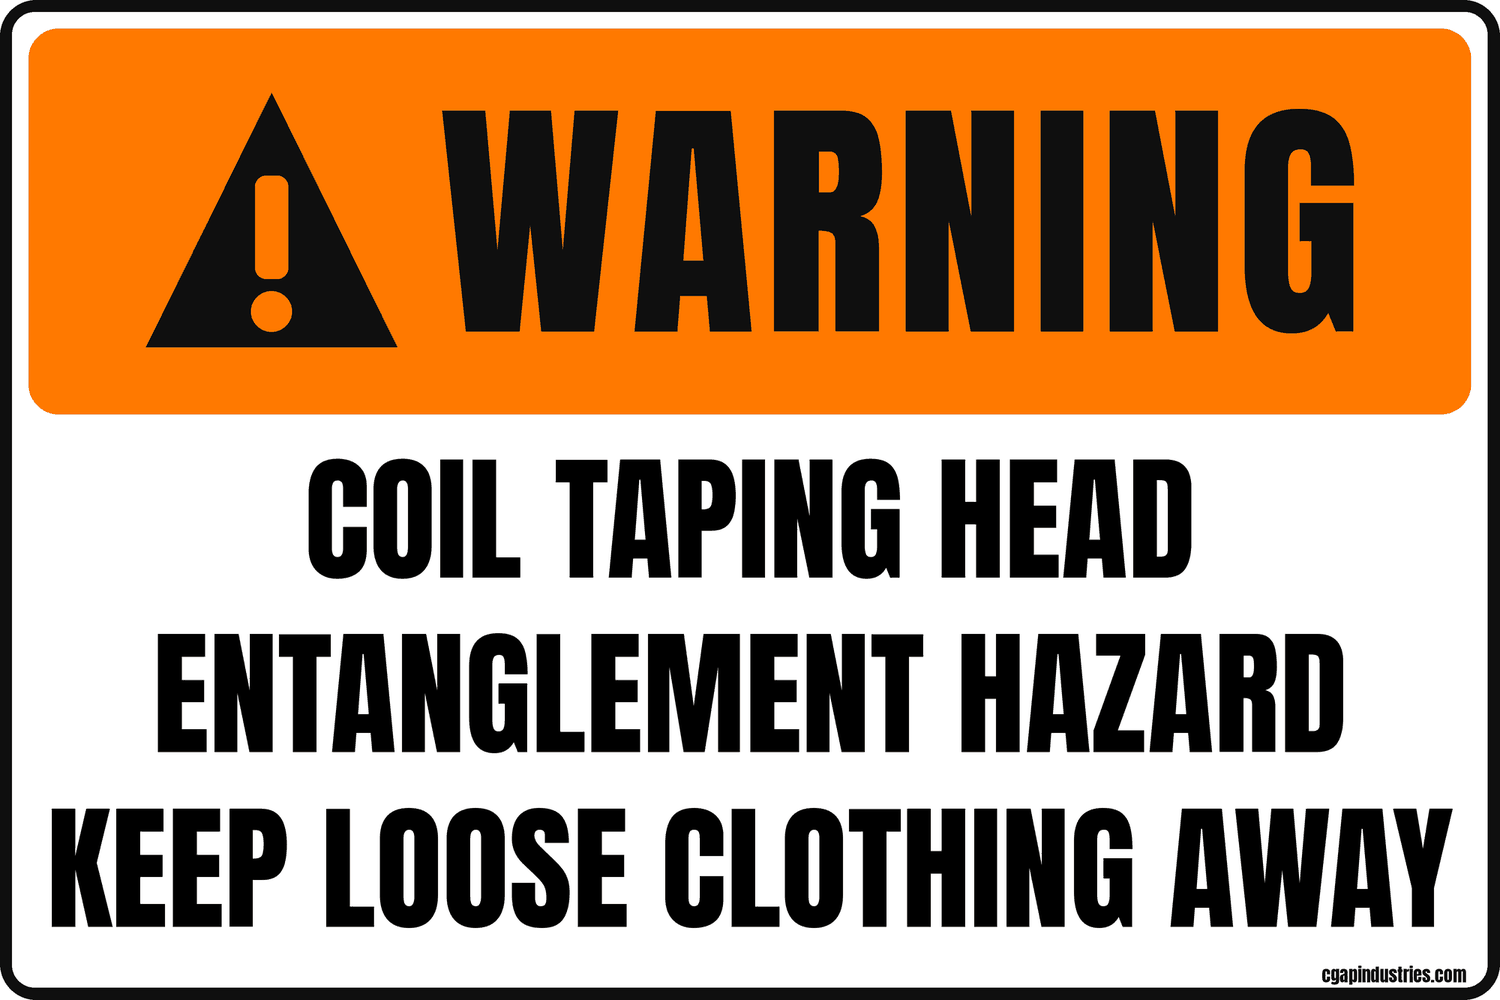 WARNING
COIL TAPING HEAD
ENTANGLEMENT HAZARD
KEEP LOOSE CLOTHING AWAY
cgapindustries.com